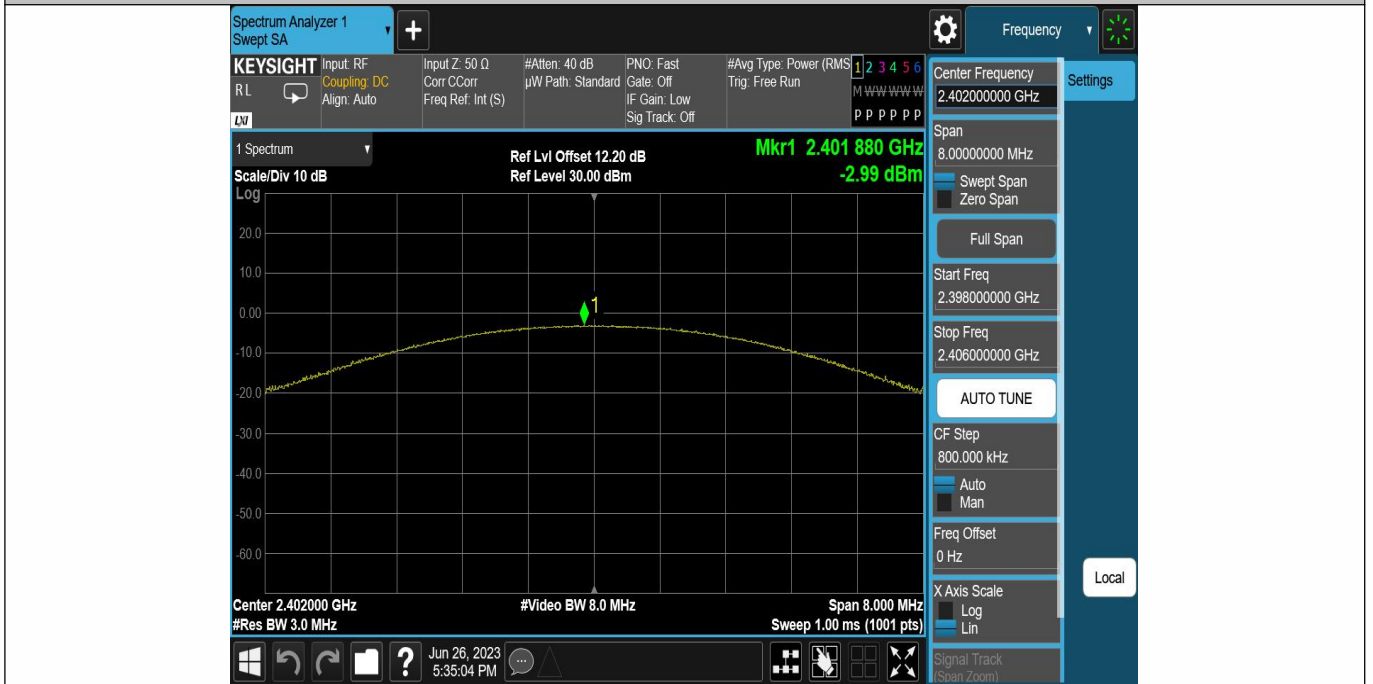 Spectrum Analyzer 1
Swept SA
+
Frequency
KEYSIGHT
RL
LXI
Input: RF
Coupling: DC
Align: Auto
Input Z: 50 Ω
Corr CCorr
Freq Ref: Int (S)
#Atten: 40 dB
µW Path: Standard
PNO: Fast
Gate: Off
IF Gain: Low
Sig Track: Off
#Avg Type: Power (RMS
Trig: Free Run
1 2 3 4 5 6
M W W W W W
P P P P P P
1 Spectrum
Scale/Div 10 dB
Log
Ref Lvl Offset 12.20 dB
Ref Level 30.00 dBm
Mkr1 2.401 880 GHz
-2.99 dBm
20.0
10.0
0.00
-10.0
-20.0
-30.0
-40.0
-50.0
-60.0
1
Center 2.402000 GHz
#Res BW 3.0 MHz
#Video BW 8.0 MHz
Span 8.000 MHz
Sweep 1.00 ms (1001 pts)
Center Frequency
2.402000000 GHz
Settings
Span
8.00000000 MHz
Swept Span
Zero Span
Full Span
Start Freq
2.398000000 GHz
Stop Freq
2.406000000 GHz
AUTO TUNE
CF Step
800.000 kHz
Auto
Man
Freq Offset
0 Hz
X Axis Scale
Log
Lin
Local
Signal Track
(Span Zoom)
?
Jun 26, 2023
5:35:04 PM